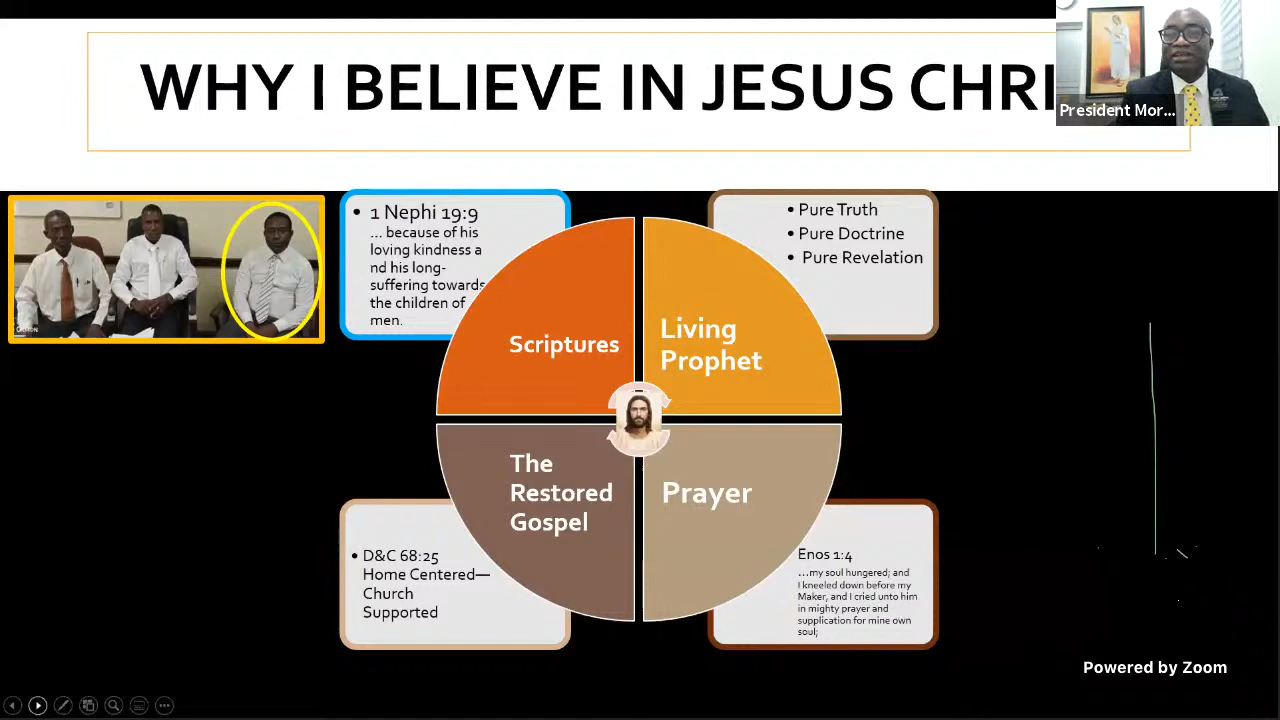 WHY I BELIEVE IN JESUS CHRI
President Mor...
• 1 Nephi 19:9
... because of his
loving kindness a
nd his long-
suffering towards
the children of
men.
• Pure Truth
• Pure Doctrine
• Pure Revelation
Scriptures
Living
Prophet
The
Restored
Gospel
Prayer
• D&C 68:25
Home Centered—
Church
Supported
Enos 1:4
...my soul hungered; and
I kneeled down before my
Maker, and I cried unto him
in mighty prayer and
supplication for mine own
soul;
Powered by Zoom